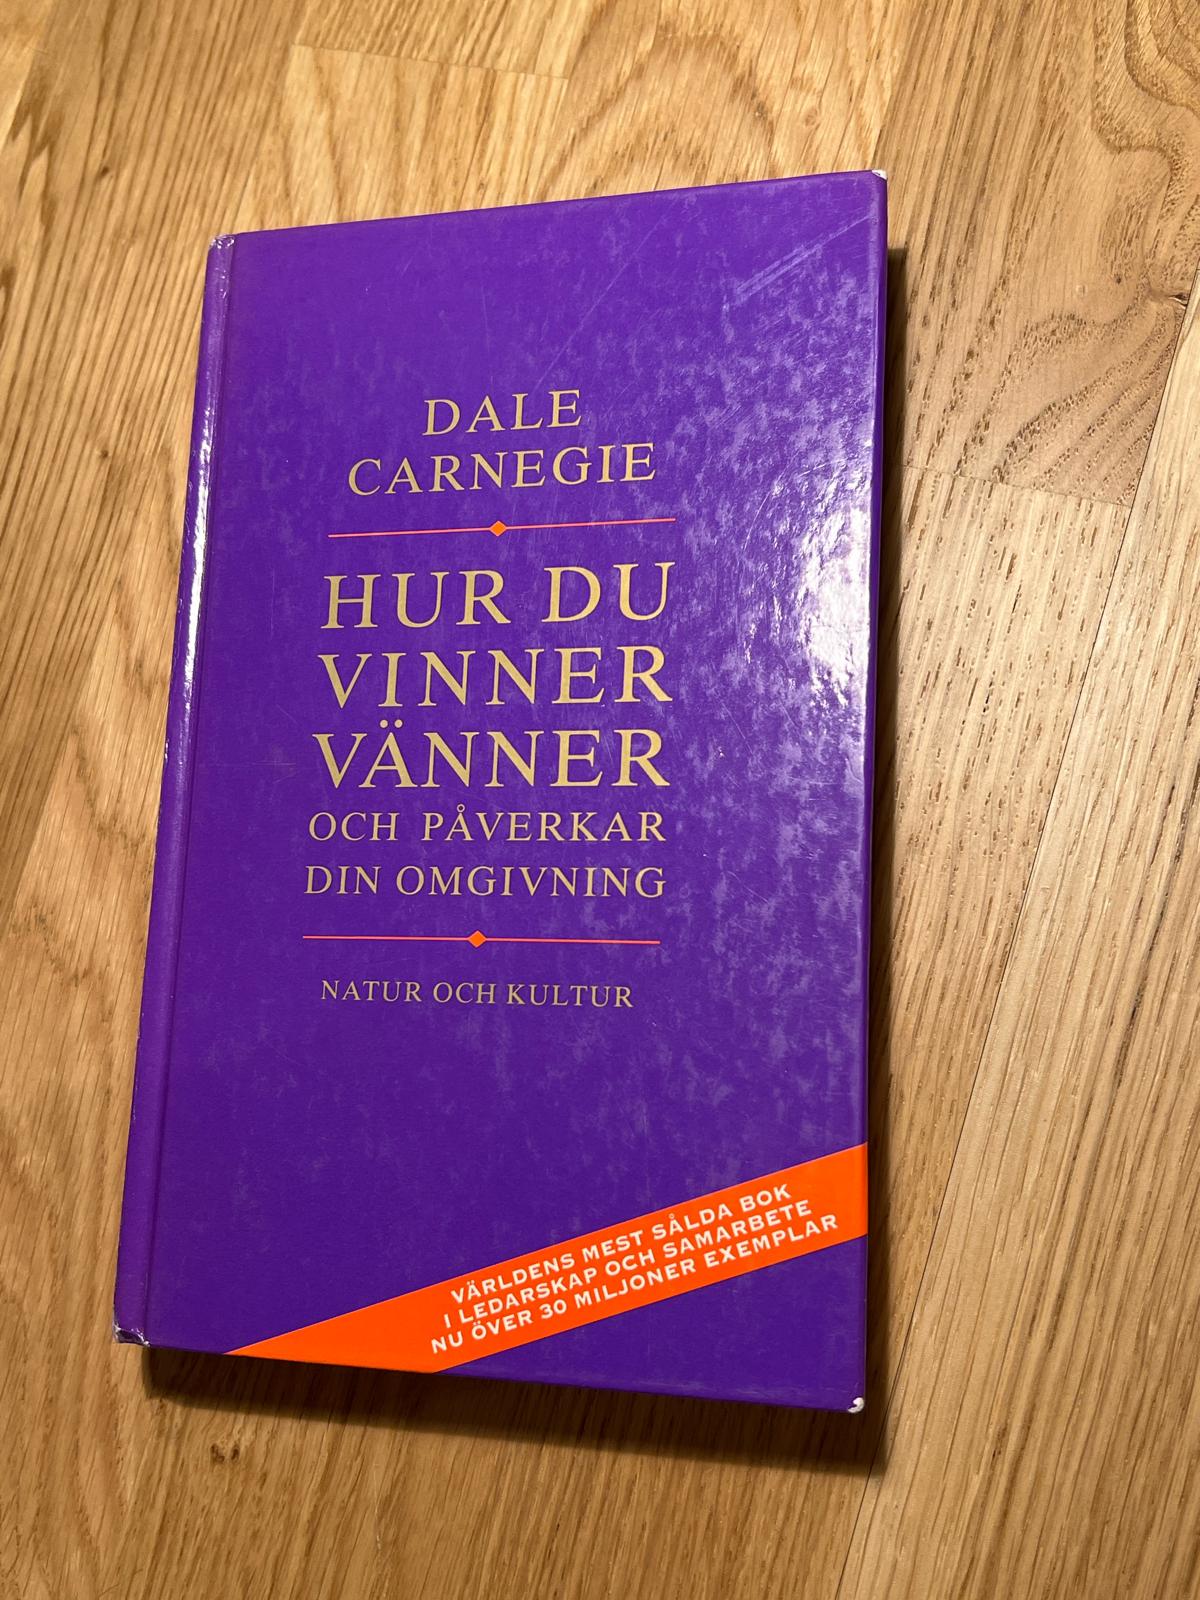 DALE
CARNEGIE
HUR DU
VINNER
VÄNNER
OCH PÅVERKAR
DIN OMGIVNING
NATUR OCH KULTUR
VÄRLDENS MEST SÅLDA BOK
I LEDARSKAP OCH SAMARBETE
NU ÖVER 30 MILJONER EXEMPLAR